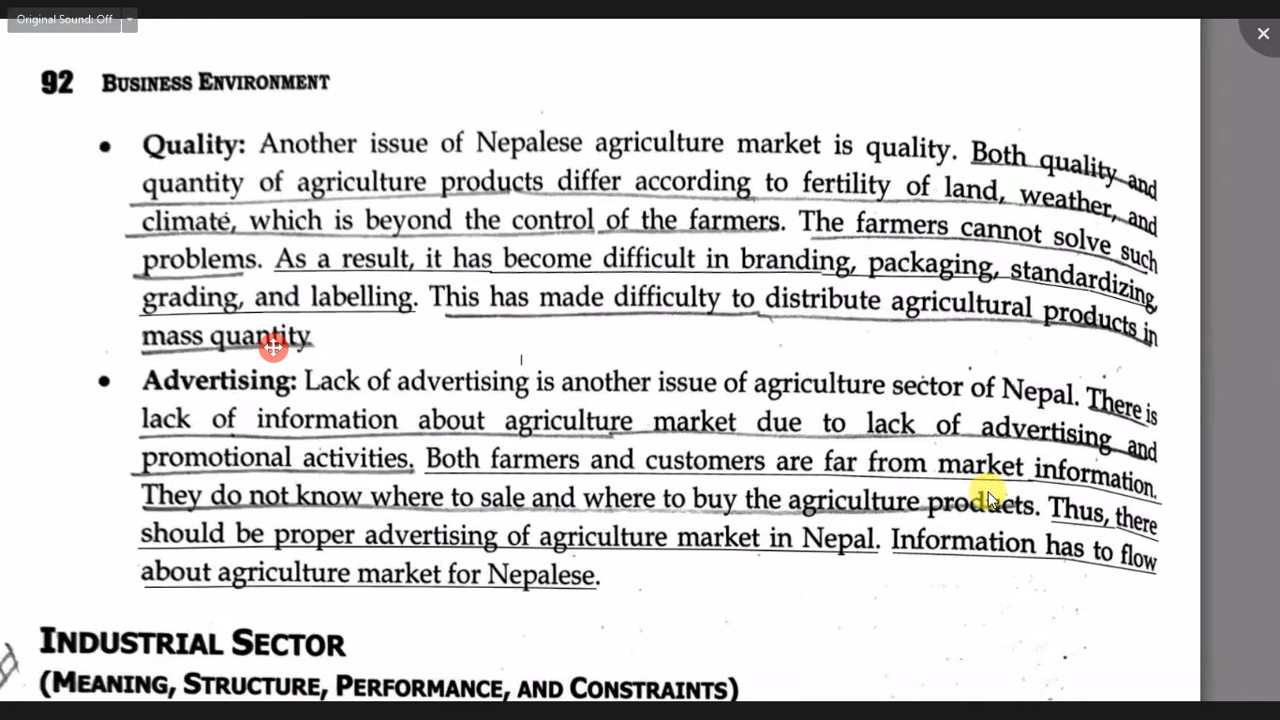 Original Sound: Off
92 BUSINESS ENVIRONMENT
• Quality: Another issue of Nepalese agriculture market is quality. Both quality and
quantity of agriculture products differ according to fertility of land, weather, and
climate, which is beyond the control of the farmers. The farmers cannot solve such
problems. As a result, it has become difficult in branding, packaging, standardizing,
grading, and labelling. This has made difficulty to distribute agricultural products in
mass quantity.
• Advertising: Lack of advertising is another issue of agriculture sector of Nepal. There is
lack of information about agriculture market due to lack of advertising and
promotional activities. Both farmers and customers are far from market information.
They do not know where to sale and where to buy the agriculture products. Thus, there
should be proper advertising of agriculture market in Nepal. Information has to flow
about agriculture market for Nepalese.
INDUSTRIAL SECTOR
(MEANING, STRUCTURE, PERFORMANCE, AND CONSTRAINTS)